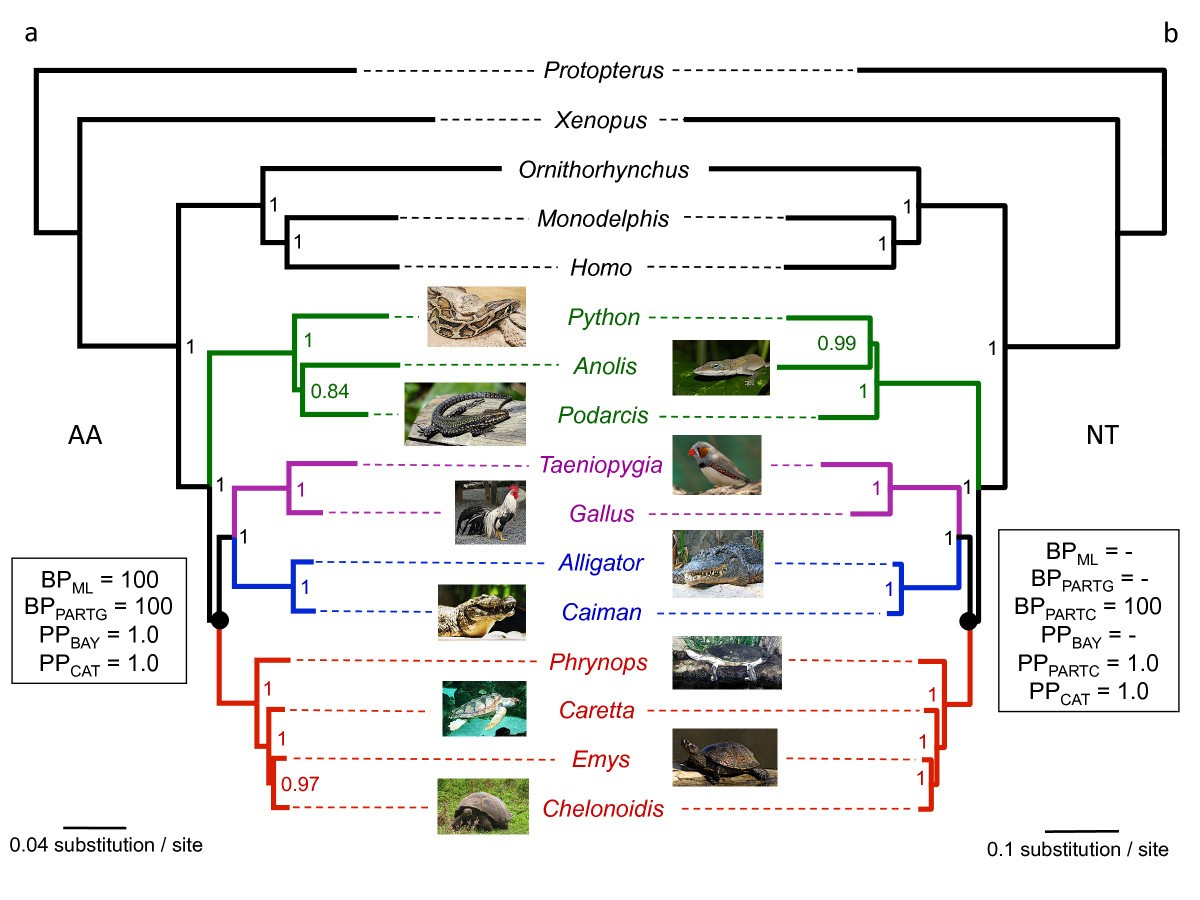 a
b
Protopterus
Xenopus
Ornithorhynchus
1
1
Monodelphis
1
1
Homo
Python
1
0.99
1
1
Anolis
0.84
1
Podarcis
AA
NT
Taeniopygia
1
1
1
1
Gallus
1
1
Alligator
1
1
Caiman
BP_ML = 100
BP_PARTG = 100
PP_BAY = 1.0
PP_CAT = 1.0
BP_ML = -
BP_PARTG = -
BP_PARTC = 100
PP_BAY = -
PP_PARTC = 1.0
PP_CAT = 1.0
Phrynops
1
1
Caretta
1
1
Emys
0.97
1
Chelonoidis
0.04 substitution / site
0.1 substitution / site